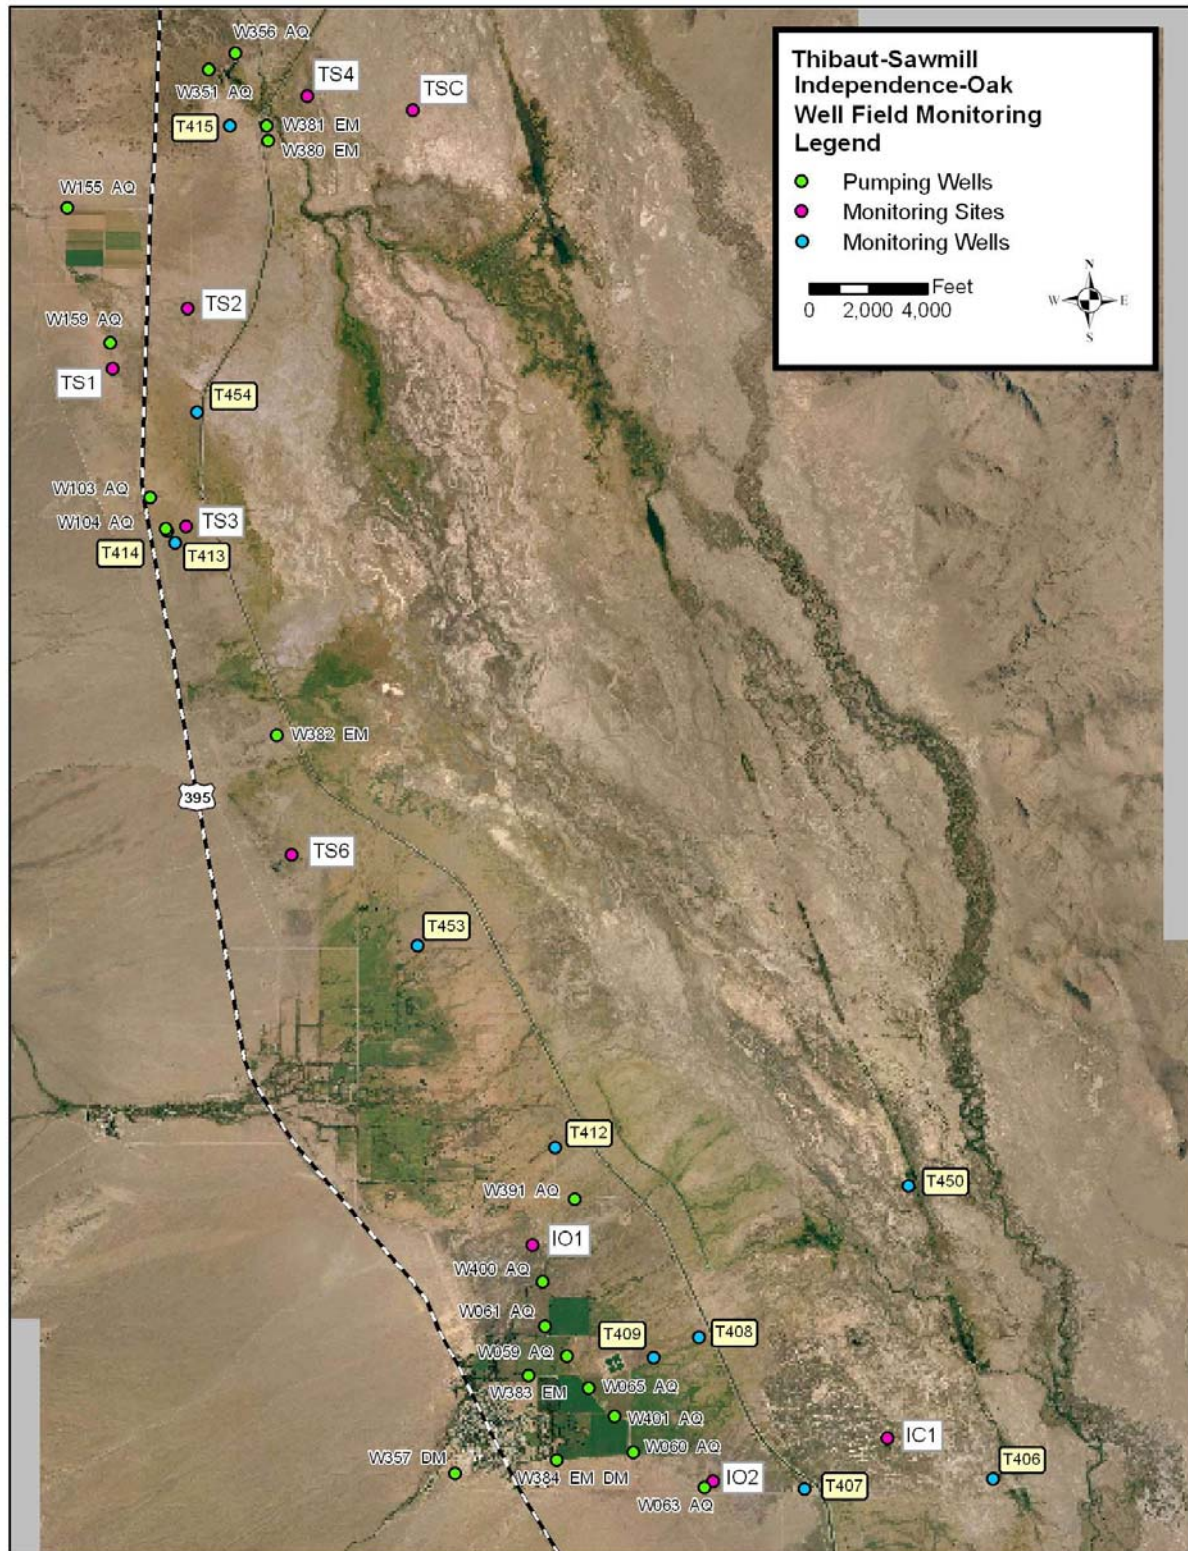 W356 AQ
TS4
TSC
W351 AQ
T415
W381 EM
W380 EM
Thibaut-Sawmill
Independence-Oak
Well Field Monitoring
Legend
Pumping Wells
Monitoring Sites
Monitoring Wells
Feet
0 2,000 4,000
N
W E
S
W155 AQ
TS2
W159 AQ
TS1
T454
W103 AQ
W104 AQ
TS3
T414
T413
W382 EM
395
TS6
T453
T412
W391 AQ
T450
IO1
W400 AQ
W061 AQ
T409
T408
W059 AQ
W383 EM
W065 AQ
W401 AQ
IC1
W060 AQ
W357 DM
W384 EM DM
IO2
T406
W063 AQ
T407